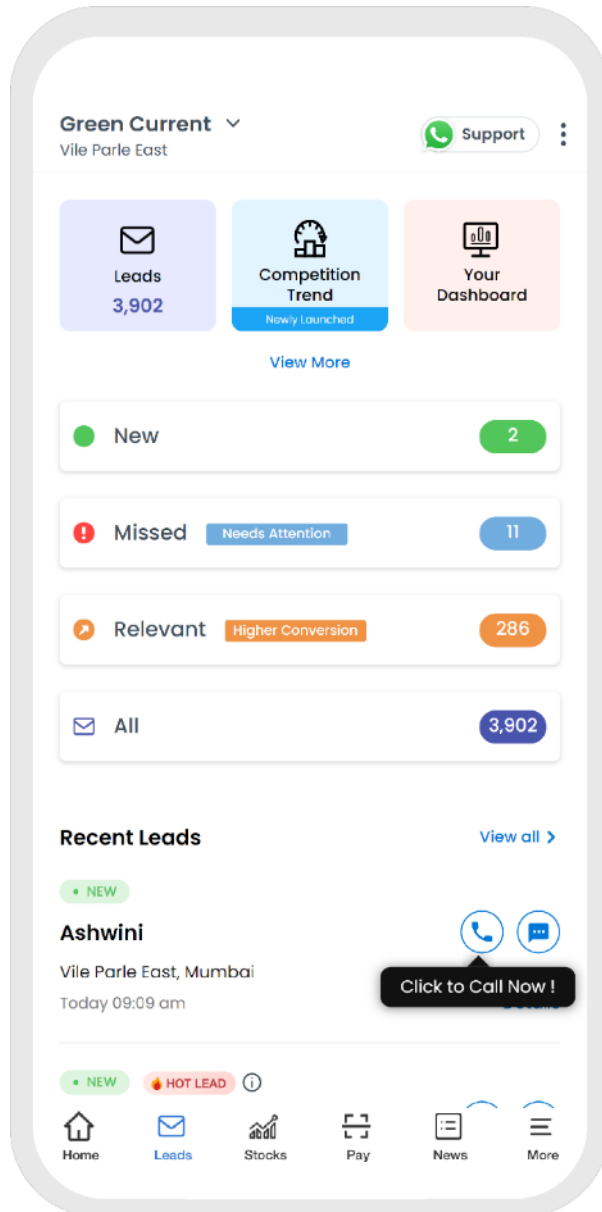 Green Current
Vile Parle East
Support
Leads
3,902
Competition
Trend
Newly Launched
Your
Dashboard
View More
New
2
Missed
Needs Attention
11
Relevant
Higher Conversion
286
All
3,902
Recent Leads
View all >
• NEW
Ashwini
Vile Parle East, Mumbai
Today 09:09 am
Click to Call Now !
• NEW
HOT LEAD
Home
Leads
Stocks
Pay
News
More